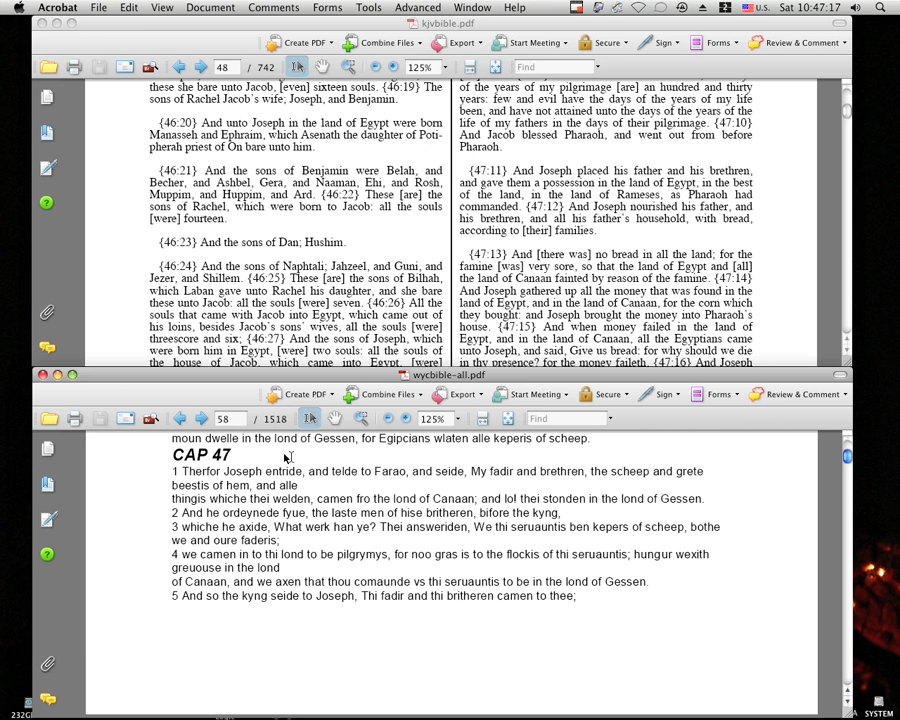 Acrobat File Edit View Document Comments Forms Tools Advanced Window Help U.S. Sat 10:47:17
kjvbible.pdf
Create PDF Combine Files Export Start Meeting Secure Sign Forms Review & Comment
48 / 742 125% Find
these she bare unto Jacob, [even] sixteen souls. {46:19} The
sons of Rachel Jacob's wife; Joseph, and Benjamin.
{46:20} And unto Joseph in the land of Egypt were born
Manasseh and Ephraim, which Asenath the daughter of Poti-
pherah priest of On bare unto him.
{46:21} And the sons of Benjamin were Belah, and
Becher, and Ashbel, Gera, and Naaman, Ehi, and Rosh,
Muppim, and Huppim, and Ard. {46:22} These [are] the
sons of Rachel, which were born to Jacob: all the souls
[were] fourteen.
{46:23} And the sons of Dan; Hushim.
{46:24} And the sons of Naphtali; Jahzeel, and Guni, and
Jezer, and Shillem. {46:25} These [are] the sons of Bilhah,
which Laban gave unto Rachel his daughter, and she bare
these unto Jacob: all the souls [were] seven. {46:26} All the
souls that came with Jacob into Egypt, which came out of
his loins, besides Jacob's sons' wives, all the souls [were]
threescore and six; {46:27} And the sons of Joseph, which
were born him in Egypt, [were] two souls: all the souls of
the house of Jacob, which came into Egypt, [were]
of the years of my pilgrimage [are] an hundred and thirty
years: few and evil have the days of the years of my life
been, and have not attained unto the days of the years of the
life of my fathers in the days of their pilgrimage. {47:10}
And Jacob blessed Pharaoh, and went out from before
Pharaoh.
{47:11} And Joseph placed his father and his brethren,
and gave them a possession in the land of Egypt, in the best
of the land, in the land of Rameses, as Pharaoh had
commanded. {47:12} And Joseph nourished his father, and
his brethren, and all his father's household, with bread,
according to [their] families.
{47:13} And [there was] no bread in all the land; for the
famine [was] very sore, so that the land of Egypt and [all]
the land of Canaan fainted by reason of the famine. {47:14}
And Joseph gathered up all the money that was found in the
land of Egypt, and in the land of Canaan, for the corn which
they bought: and Joseph brought the money into Pharaoh's
house. {47:15} And when money failed in the land of
Egypt, and in the land of Canaan, all the Egyptians came
unto Joseph, and said, Give us bread: for why should we die
in thy presence? for the money faileth. {47:16} And Joseph
wycbible-all.pdf
Create PDF Combine Files Export Start Meeting Secure Sign Forms Review & Comment
58 / 1518 125% Find
moun dwelle in the lond of Gessen, for Egipcians wlaten alle keperis of scheep.
CAP 47
1 Therfor Joseph entride, and telde to Farao, and seide, My fadir and brethren, the scheep and grete
beestis of hem, and alle
thingis whiche thei welden, camen fro the lond of Canaan; and lo! thei stonden in the lond of Gessen.
2 And he ordeynede fyue, the laste men of hise britheren, bifore the kyng,
3 whiche he axide, What werk han ye? Thei answeriden, We thi seruauntis ben kepers of scheep, bothe
we and oure faderis;
4 we camen in to thi lond to be pilgrymys, for noo gras is to the flockis of thi seruauntis; hungur wexith
greuouse in the lond
of Canaan, and we axen that thou comaunde vs thi seruauntis to be in the lond of Gessen.
5 And so the kyng seide to Joseph, Thi fadir and thi britheren camen to thee;
232G
SYSTEM